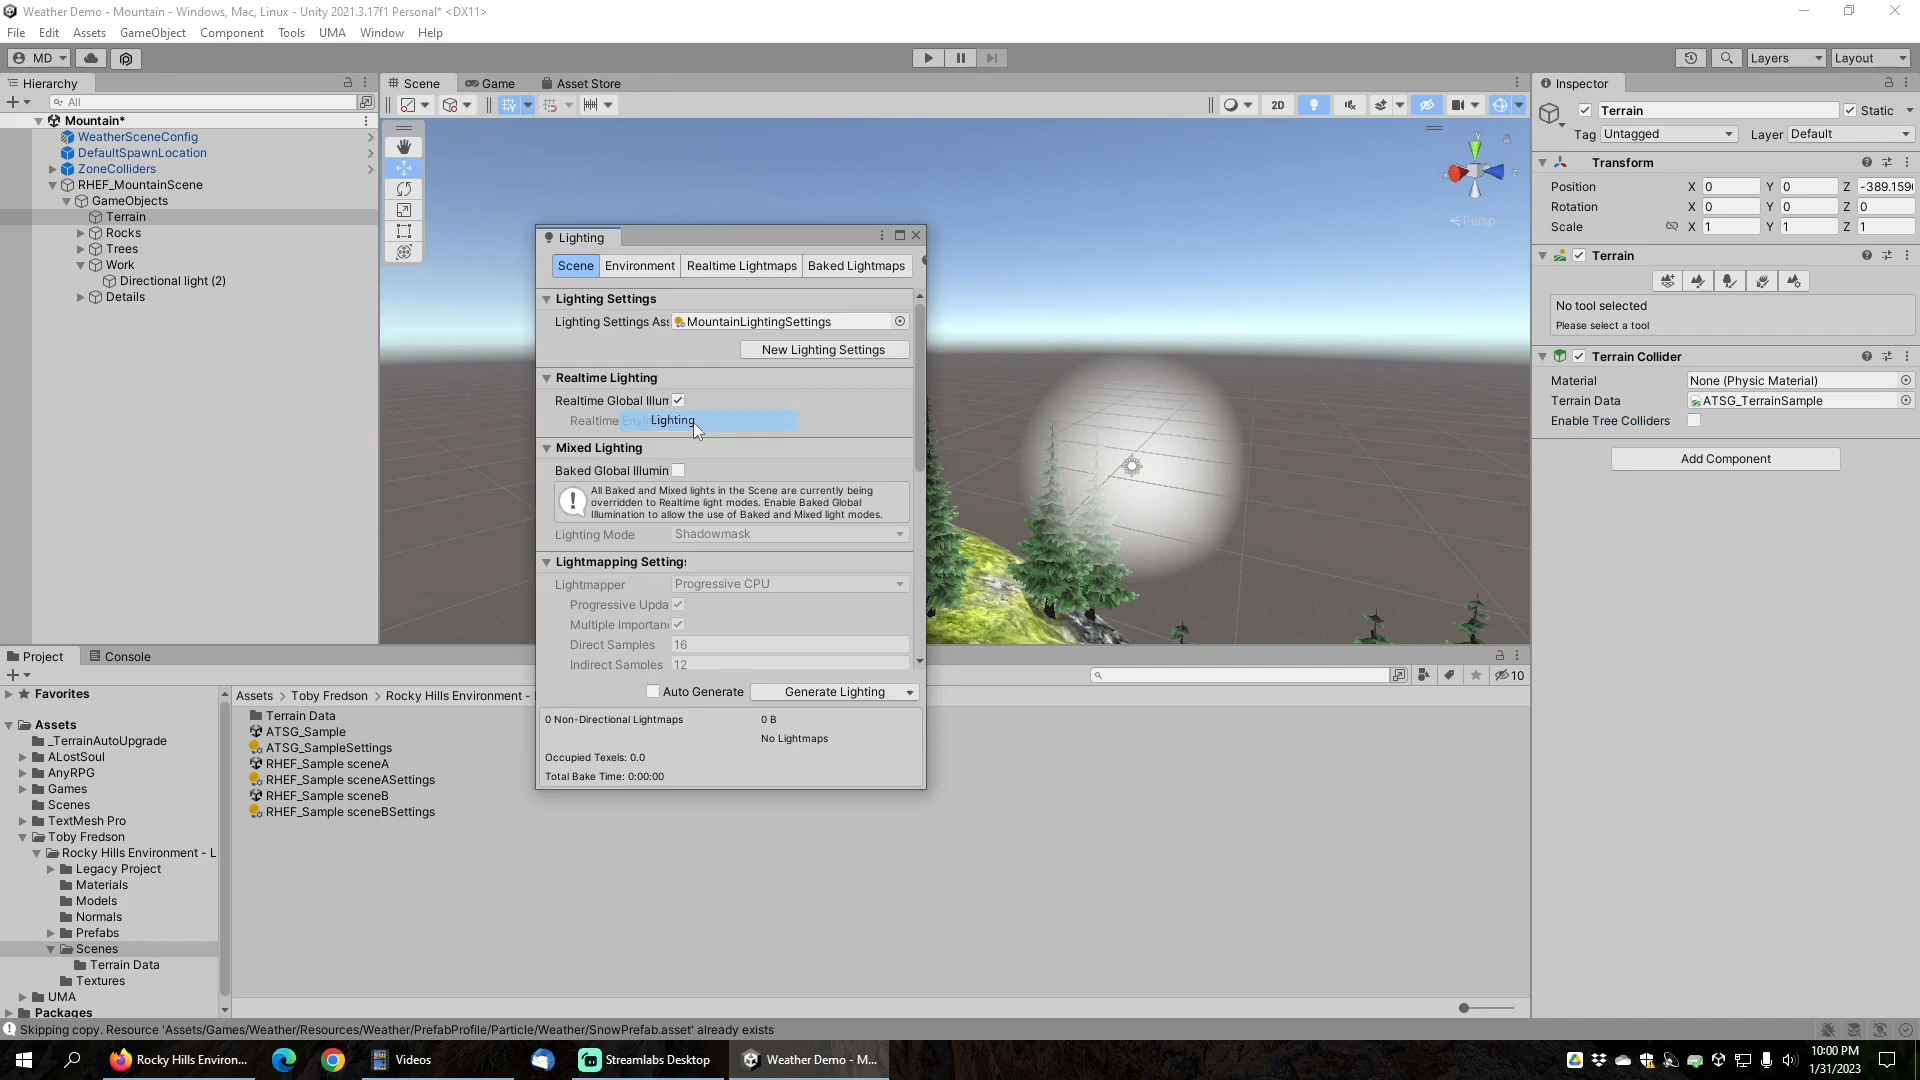 Weather Demo - Mountain - Windows, Mac, Linux - Unity 2021.3.17f1 Personal* <DX11>
File Edit Assets GameObject Component Tools UMA Window Help
MD Layers Layout
Hierarchy
All
Mountain*
WeatherSceneConfig
DefaultSpawnLocation
ZoneColliders
RHEF_MountainScene
GameObjects
Terrain
Rocks
Trees
Work
Directional light (2)
Details
Scene Game Asset Store
2D
Y
Z
Persp
Lighting
Scene Environment Realtime Lightmaps Baked Lightmaps
Lighting Settings
Lighting Settings Ass MountainLightingSettings
New Lighting Settings
Realtime Lighting
Realtime Global Illum
Realtime Lighting
Mixed Lighting
Baked Global Illumin
All Baked and Mixed lights in the Scene are currently being
overridden to Realtime light modes. Enable Baked Global
Illumination to allow the use of Baked and Mixed light modes.
Lighting Mode Shadowmask
Lightmapping Settings
Lightmapper Progressive CPU
Progressive Upda
Multiple Importan
Direct Samples 16
Indirect Samples 12
Auto Generate Generate Lighting
0 Non-Directional Lightmaps 0 B
No Lightmaps
Occupied Texels: 0.0
Total Bake Time: 0:00:00
Inspector
Terrain Static
Tag Untagged Layer Default
Transform
Position X 0 Y 0 Z -389.159
Rotation X 0 Y 0 Z 0
Scale X 1 Y 1 Z 1
Terrain
No tool selected
Please select a tool
Terrain Collider
Material None (Physic Material)
Terrain Data ATSG_TerrainSample
Enable Tree Colliders
Add Component
Project Console
10
Favorites
Assets
_TerrainAutoUpgrade
ALostSoul
AnyRPG
Games
Scenes
TextMesh Pro
Toby Fredson
Rocky Hills Environment - L
Legacy Project
Materials
Models
Normals
Prefabs
Scenes
Terrain Data
Textures
UMA
Packages
Assets > Toby Fredson > Rocky Hills Environment -
Terrain Data
ATSG_Sample
ATSG_SampleSettings
RHEF_Sample sceneA
RHEF_Sample sceneASettings
RHEF_Sample sceneB
RHEF_Sample sceneBSettings
Skipping copy. Resource 'Assets/Games/Weather/Resources/Weather/PrefabProfile/Particle/Weather/SnowPrefab.asset' already exists
Rocky Hills Environ... Videos Streamlabs Desktop Weather Demo - M...
10:00 PM
1/31/2023